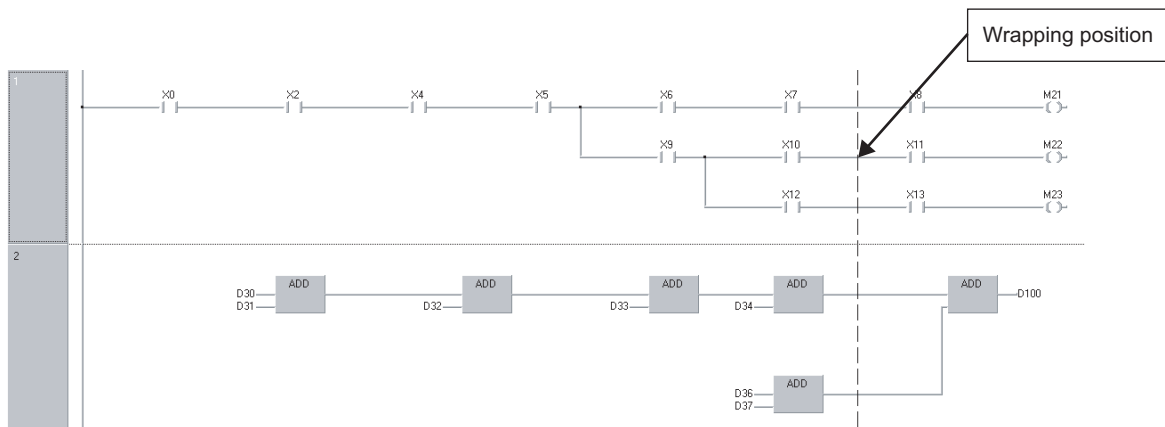 Wrapping position
1
X0 X2 X4 X5 X6 X7 X8 M21
X9 X10 X11 M22
X12 X13 M23
2
ADD ADD ADD ADD ADD
D30 D100
D31 D32 D33 D34
ADD
D36
D37